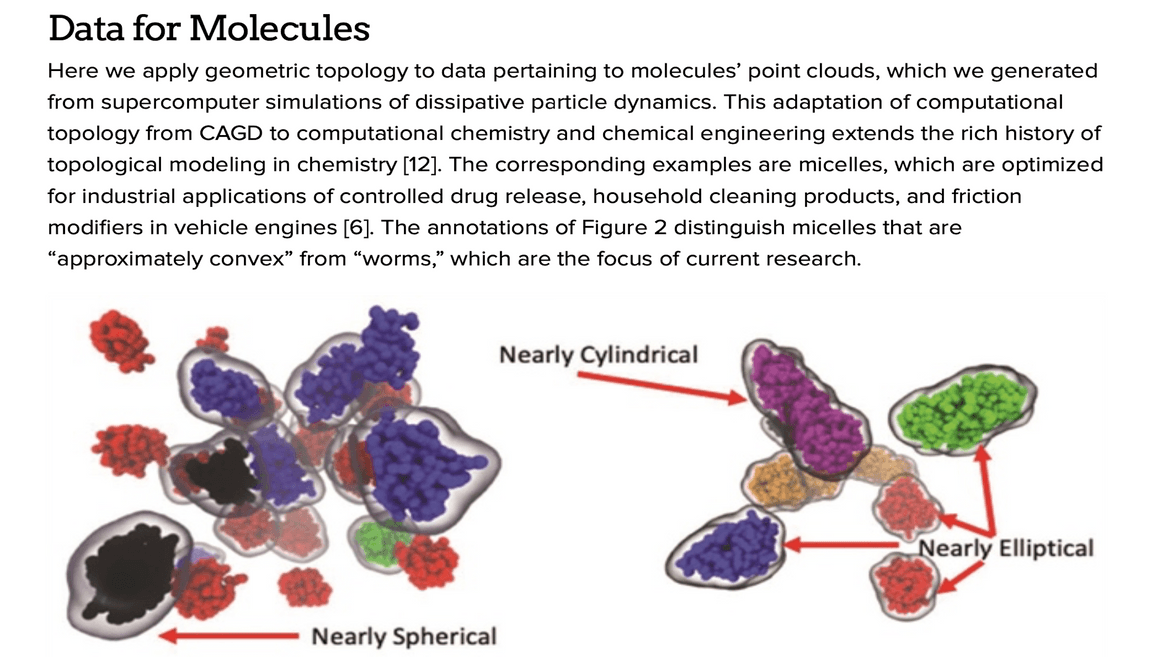 Data for Molecules
Here we apply geometric topology to data pertaining to molecules’ point clouds, which we generated
from supercomputer simulations of dissipative particle dynamics. This adaptation of computational
topology from CAGD to computational chemistry and chemical engineering extends the rich history of
topological modeling in chemistry [12]. The corresponding examples are micelles, which are optimized
for industrial applications of controlled drug release, household cleaning products, and friction
modifiers in vehicle engines [6]. The annotations of Figure 2 distinguish micelles that are
“approximately convex” from “worms,” which are the focus of current research.
Nearly Cylindrical
Nearly Elliptical
Nearly Spherical